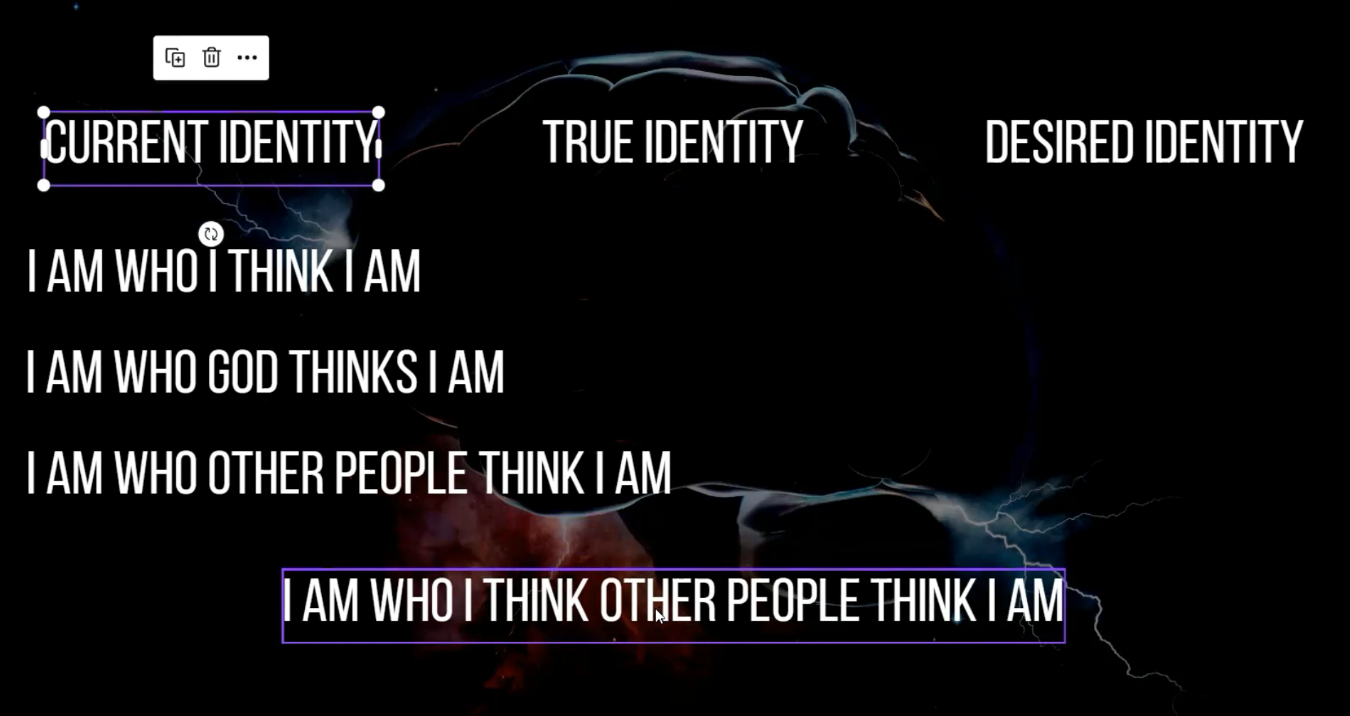 CURRENT IDENTITY TRUE IDENTITY DESIRED IDENTITY
I AM WHO I THINK I AM
I AM WHO GOD THINKS I AM
I AM WHO OTHER PEOPLE THINK I AM
I AM WHO I THINK OTHER PEOPLE THINK I AM